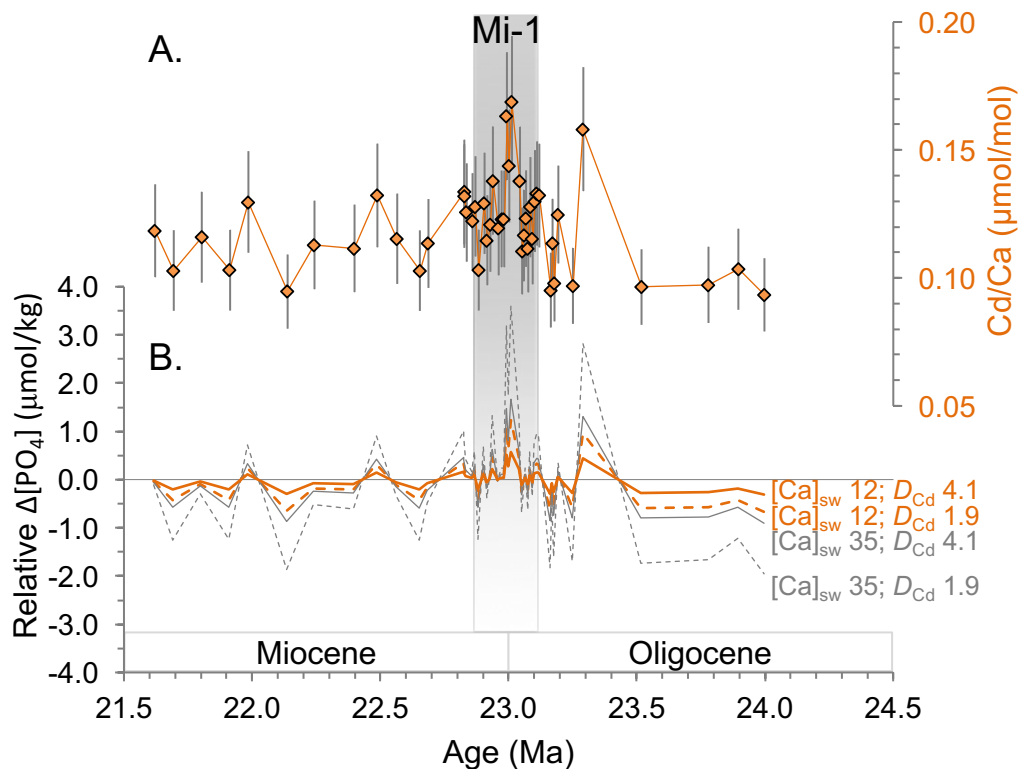 Mi-1
A.
0.20
0.15
0.10
0.05
Cd/Ca (μmol/mol)
B.
4.0
3.0
2.0
1.0
0.0
-1.0
-2.0
-3.0
-4.0
Relative Δ[PO4] (μmol/kg)
[Ca]sw 12; DCd 4.1
[Ca]sw 12; DCd 1.9
[Ca]sw 35; DCd 4.1
[Ca]sw 35; DCd 1.9
Miocene Oligocene
21.5 22.0 22.5 23.0 23.5 24.0 24.5
Age (Ma)